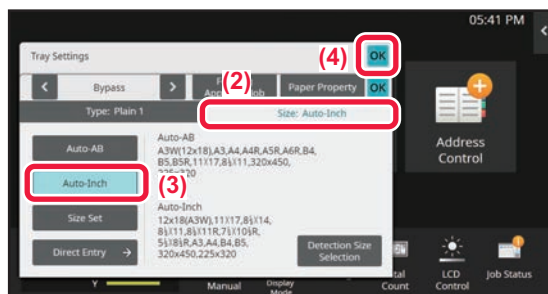 05:41 PM
Tray Settings
(4)
OK
Bypass
(2)
Job
Paper Property
OK
Type: Plain 1
Size: Auto-Inch
Auto-AB
Auto-AB
A3W(12x18),A3,A4,A4R,A5R,A6R,B4,
B5,B5R,11X17,8½X11,320x450,
225x320
Auto-Inch
(3)
Auto-Inch
Size Set
12x18(A3W),11X17,8½X14,
8½X11,8½X11R,7¼X10½R,
5½X8½R,A3,A4,B4,B5,
320x450,225x320
Direct Entry →
Detection Size
Selection
Address
Control
Y
Manual
Display
Mode
Count
LCD
Control
Job Status